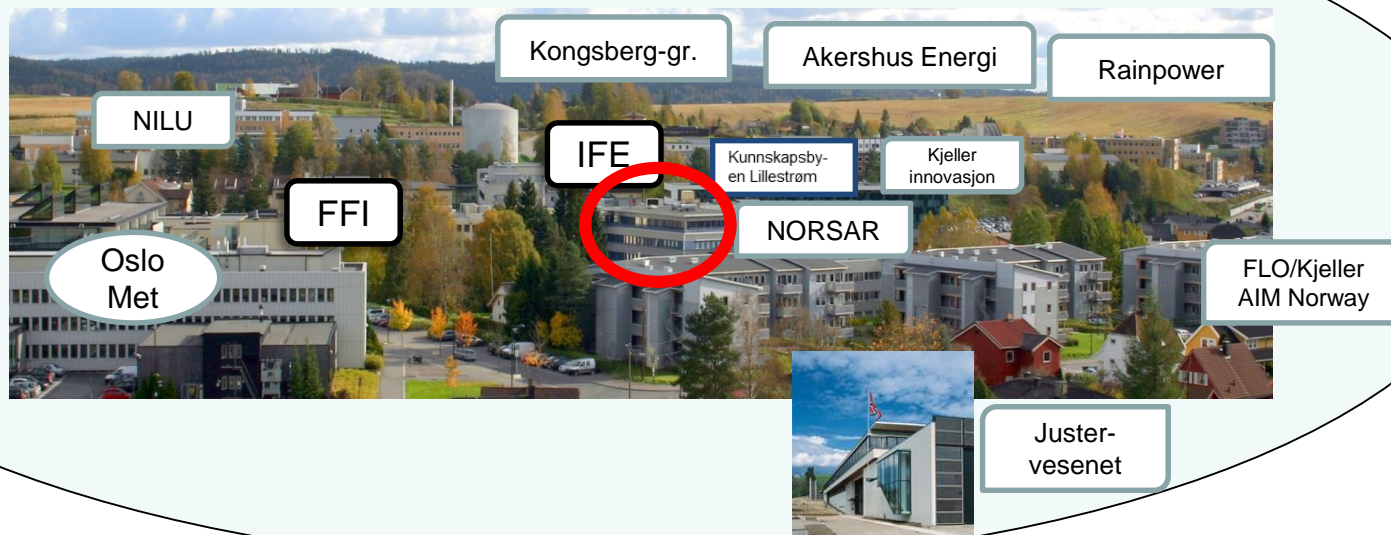 Kongsberg-gr.
Akershus Energi
Rainpower
NILU
IFE
Kunnskapsby-
en Lillestrøm
Kjeller
innovasjon
FFI
NORSAR
Oslo
Met
FLO/Kjeller
AIM Norway
Juster-
vesenet